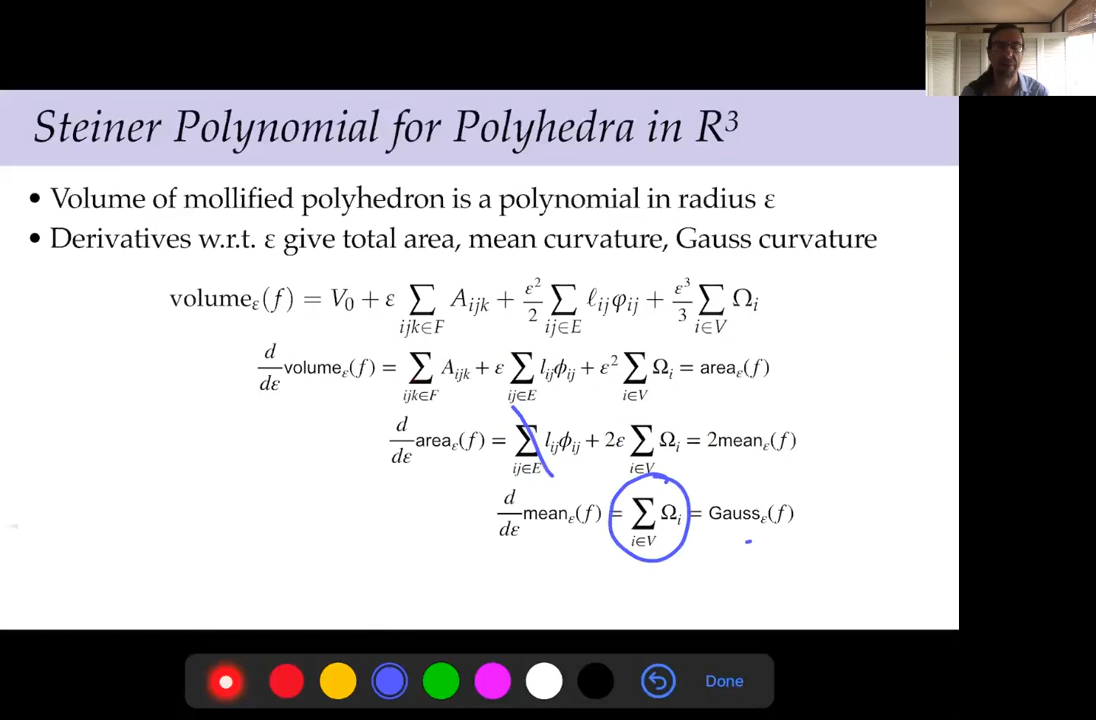 Steiner Polynomial for Polyhedra in R³
• Volume of mollified polyhedron is a polynomial in radius ε
• Derivatives w.r.t. ε give total area, mean curvature, Gauss curvature
volume_ε(f) = V₀ + ε ∑_{ijk∈F} A_{ijk} + ε²/2 ∑_{ij∈E} ℓ_{ij}φ_{ij} + ε³/3 ∑_{i∈V} Ω_i
d/dε volume_ε(f) = ∑_{ijk∈F} A_{ijk} + ε ∑_{ij∈E} l_{ij}ϕ_{ij} + ε² ∑_{i∈V} Ω_i = area_ε(f)
d/dε area_ε(f) = ∑_{ij∈E} l_{ij}ϕ_{ij} + 2ε ∑_{i∈V} Ω_i = 2mean_ε(f)
d/dε mean_ε(f) = ∑_{i∈V} Ω_i = Gauss_ε(f)
Done